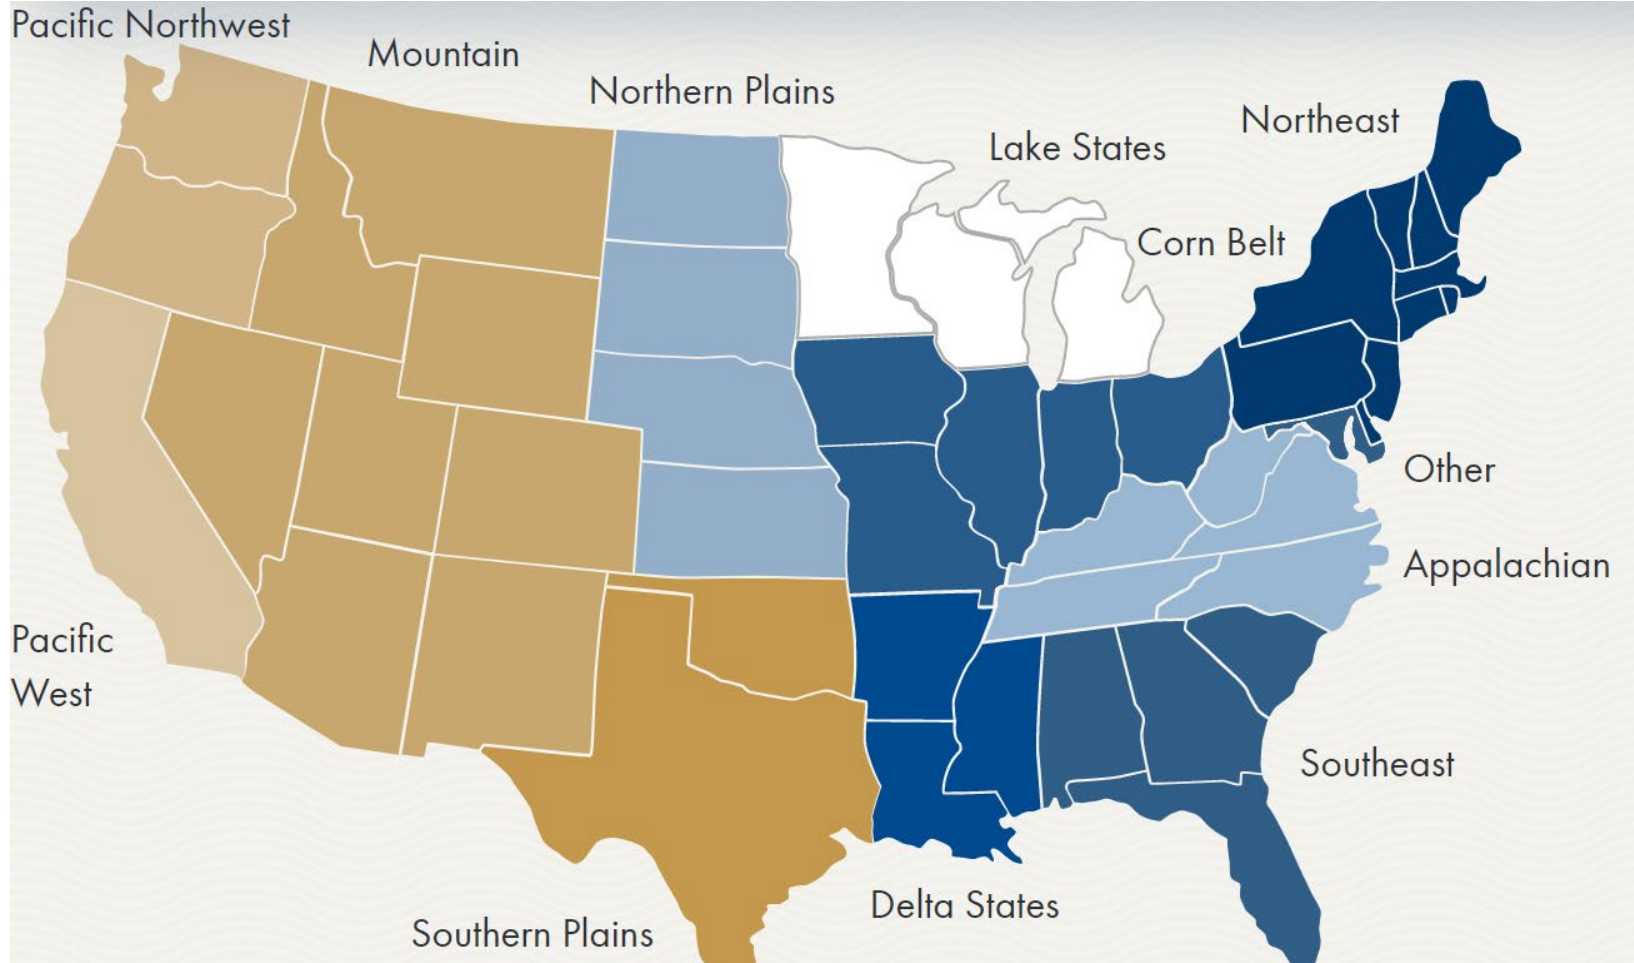 Pacific Northwest
Mountain
Northern Plains
Lake States
Northeast
Corn Belt
Other
Appalachian
Pacific
West
Southeast
Delta States
Southern Plains